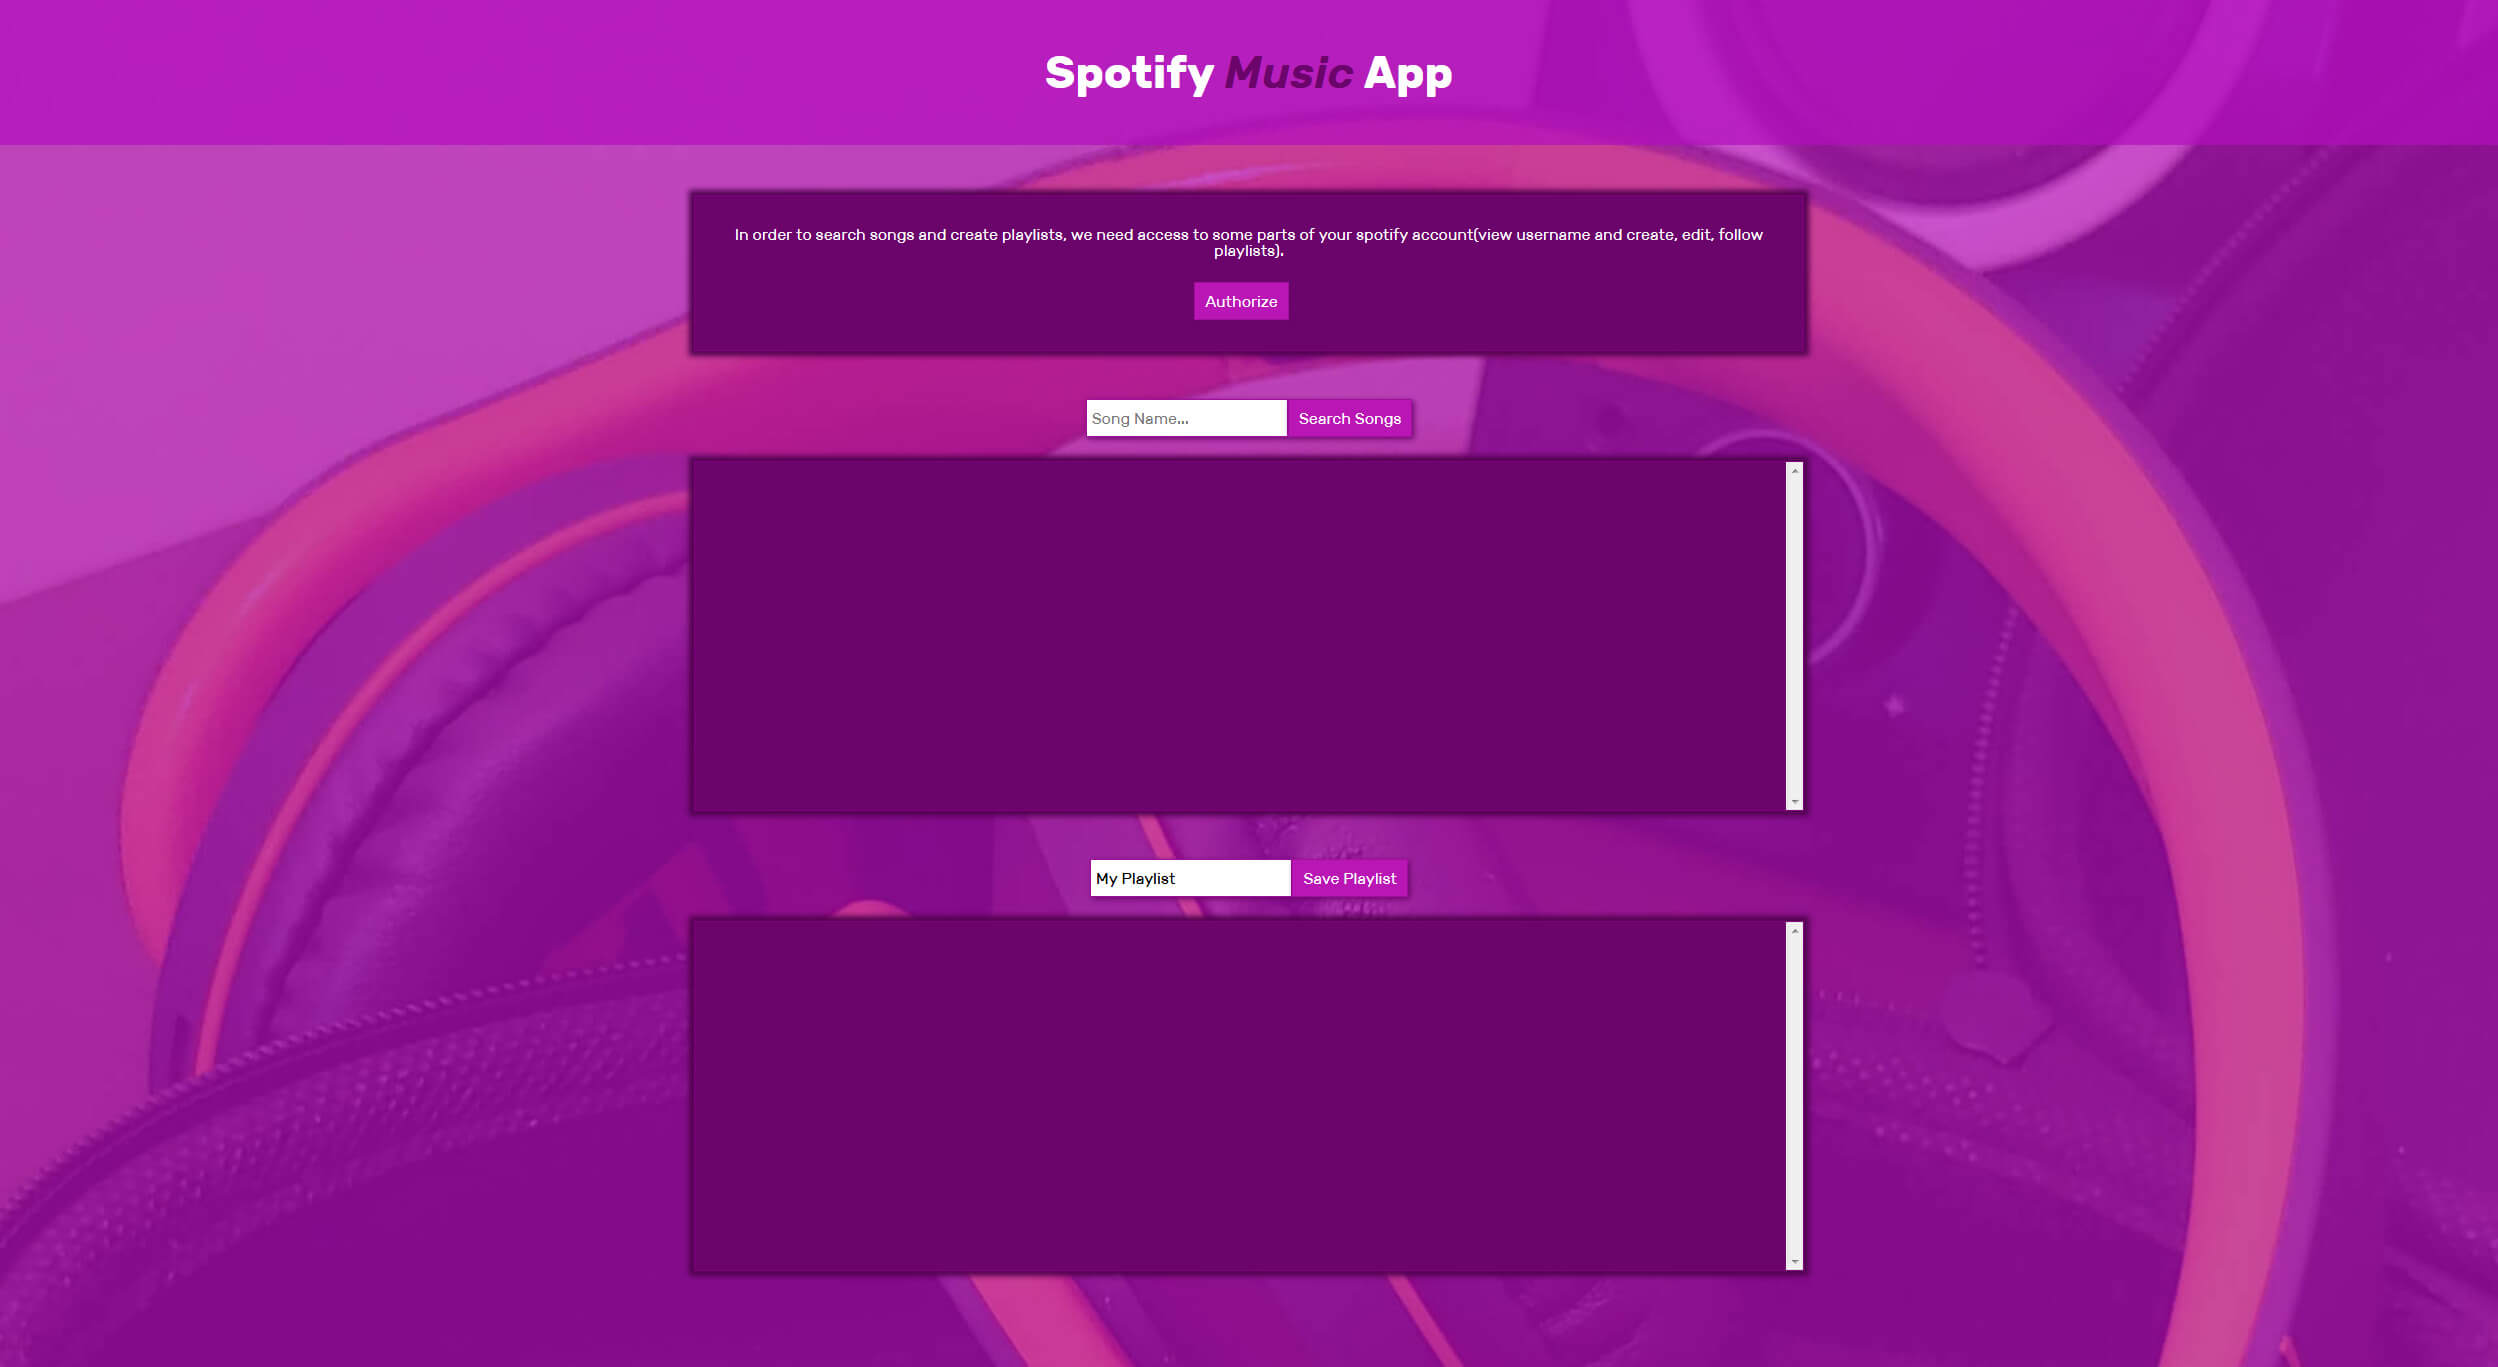 Spotify Music App
In order to search songs and create playlists, we need access to some parts of your spotify account(view username and create, edit, follow
playlists).
Authorize
Song Name... Search Songs
My Playlist Save Playlist